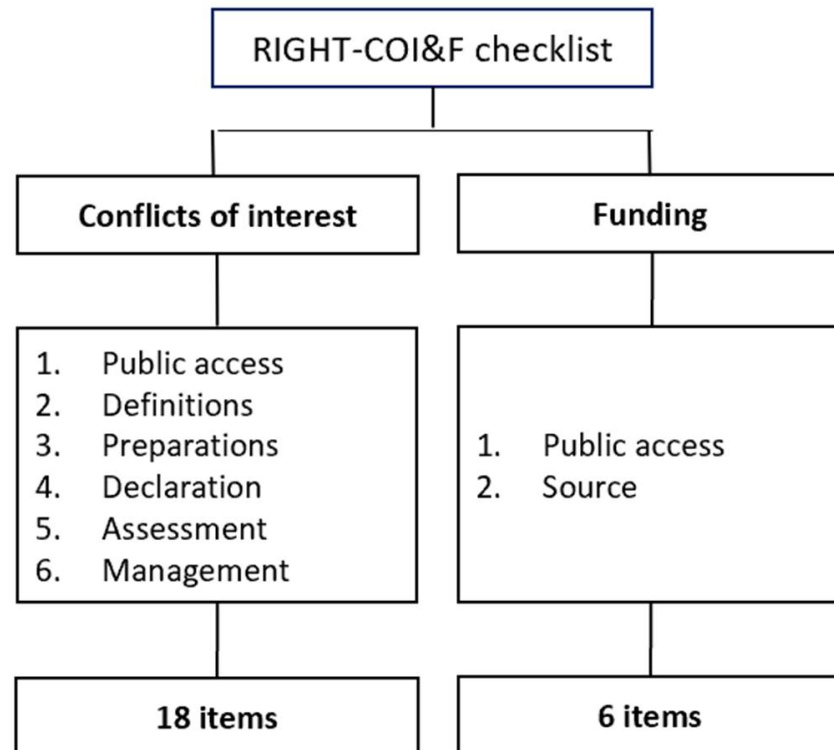 RIGHT-COI&F checklist
Conflicts of interest
Funding
1. Public access
2. Definitions
3. Preparations
4. Declaration
5. Assessment
6. Management
1. Public access
2. Source
18 items
6 items